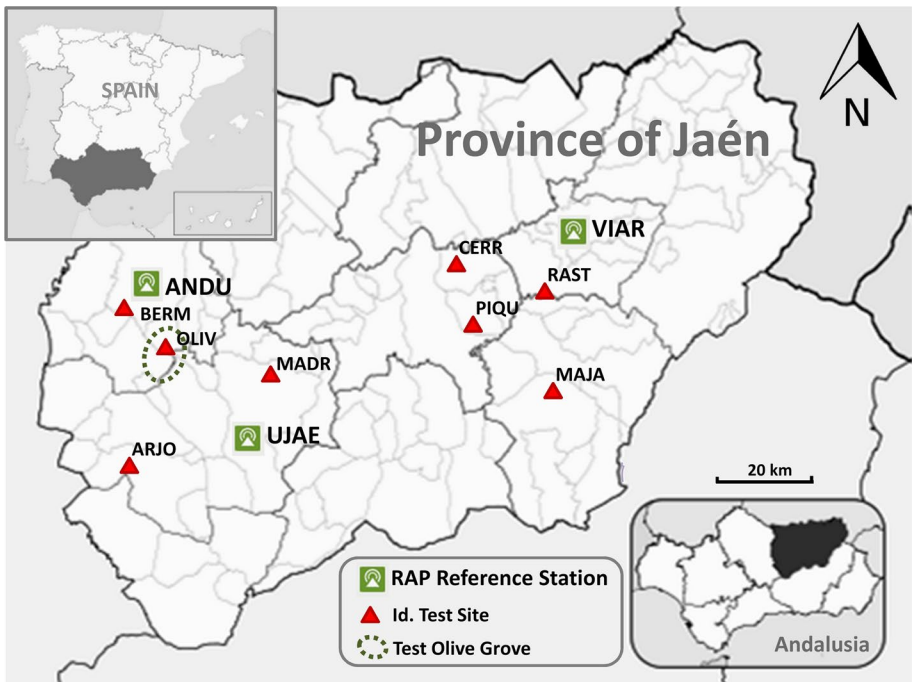 SPAIN
Province of Jaén
N
VIAR
CERR
RAST
ANDU
BERM
PIQU
OLIV
MADR
MAJA
UJAE
ARJO
20 km
RAP Reference Station
Id. Test Site
Test Olive Grove
Andalusia